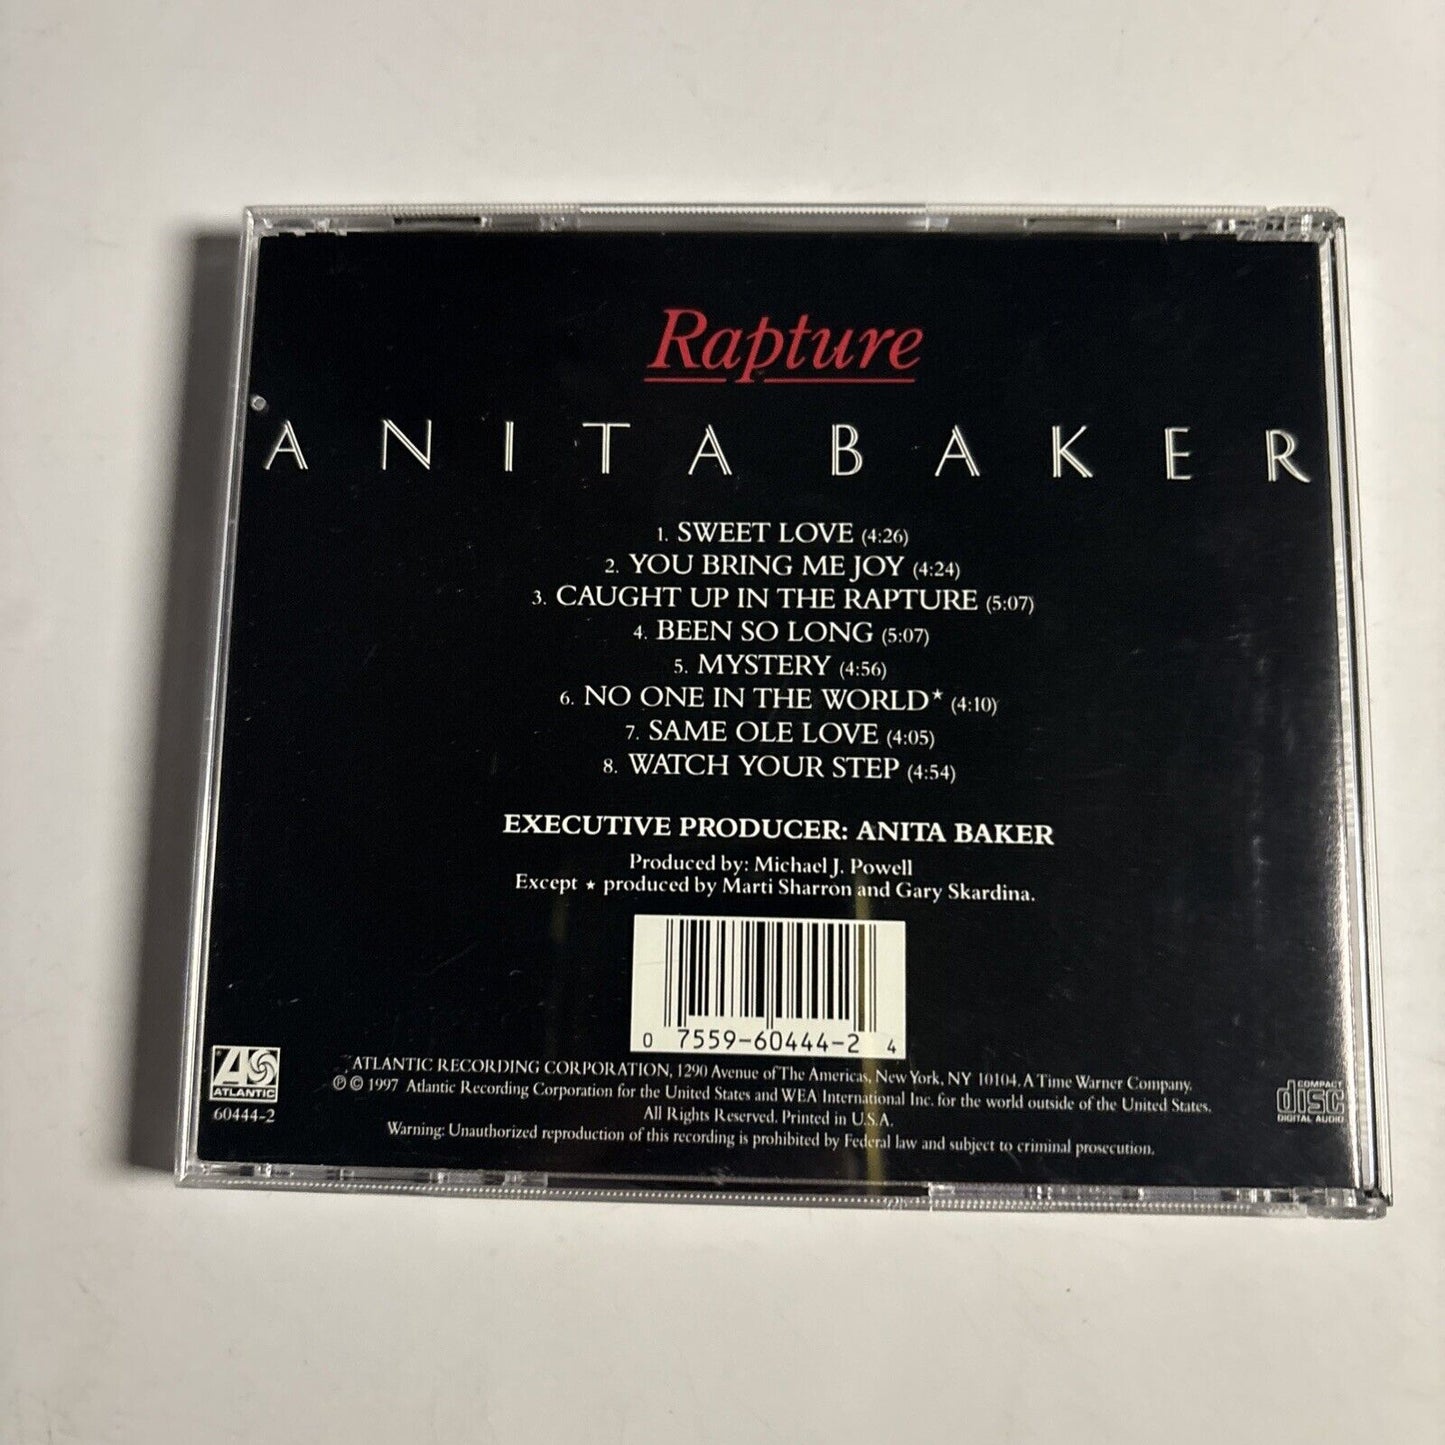 Rapture
ANITA BAKER
1. SWEET LOVE (4:26)
2. YOU BRING ME JOY (4:24)
3. CAUGHT UP IN THE RAPTURE (5:07)
4. BEEN SO LONG (5:07)
5. MYSTERY (4:56)
6. NO ONE IN THE WORLD★ (4:10)
7. SAME OLE LOVE (4:05)
8. WATCH YOUR STEP (4:54)
EXECUTIVE PRODUCER: ANITA BAKER
Produced by: Michael J. Powell
Except ★ produced by Marti Sharron and Gary Skardina.
0 7559-60444-2 4
ATLANTIC
60444-2
ATLANTIC RECORDING CORPORATION, 1290 Avenue of The Americas, New York, NY 10104. A Time Warner Company.
℗ © 1997 Atlantic Recording Corporation for the United States and WEA International Inc. for the world outside of the United States.
All Rights Reserved. Printed in U.S.A.
Warning: Unauthorized reproduction of this recording is prohibited by Federal law and subject to criminal prosecution.
COMPACT
disc
DIGITAL AUDIO